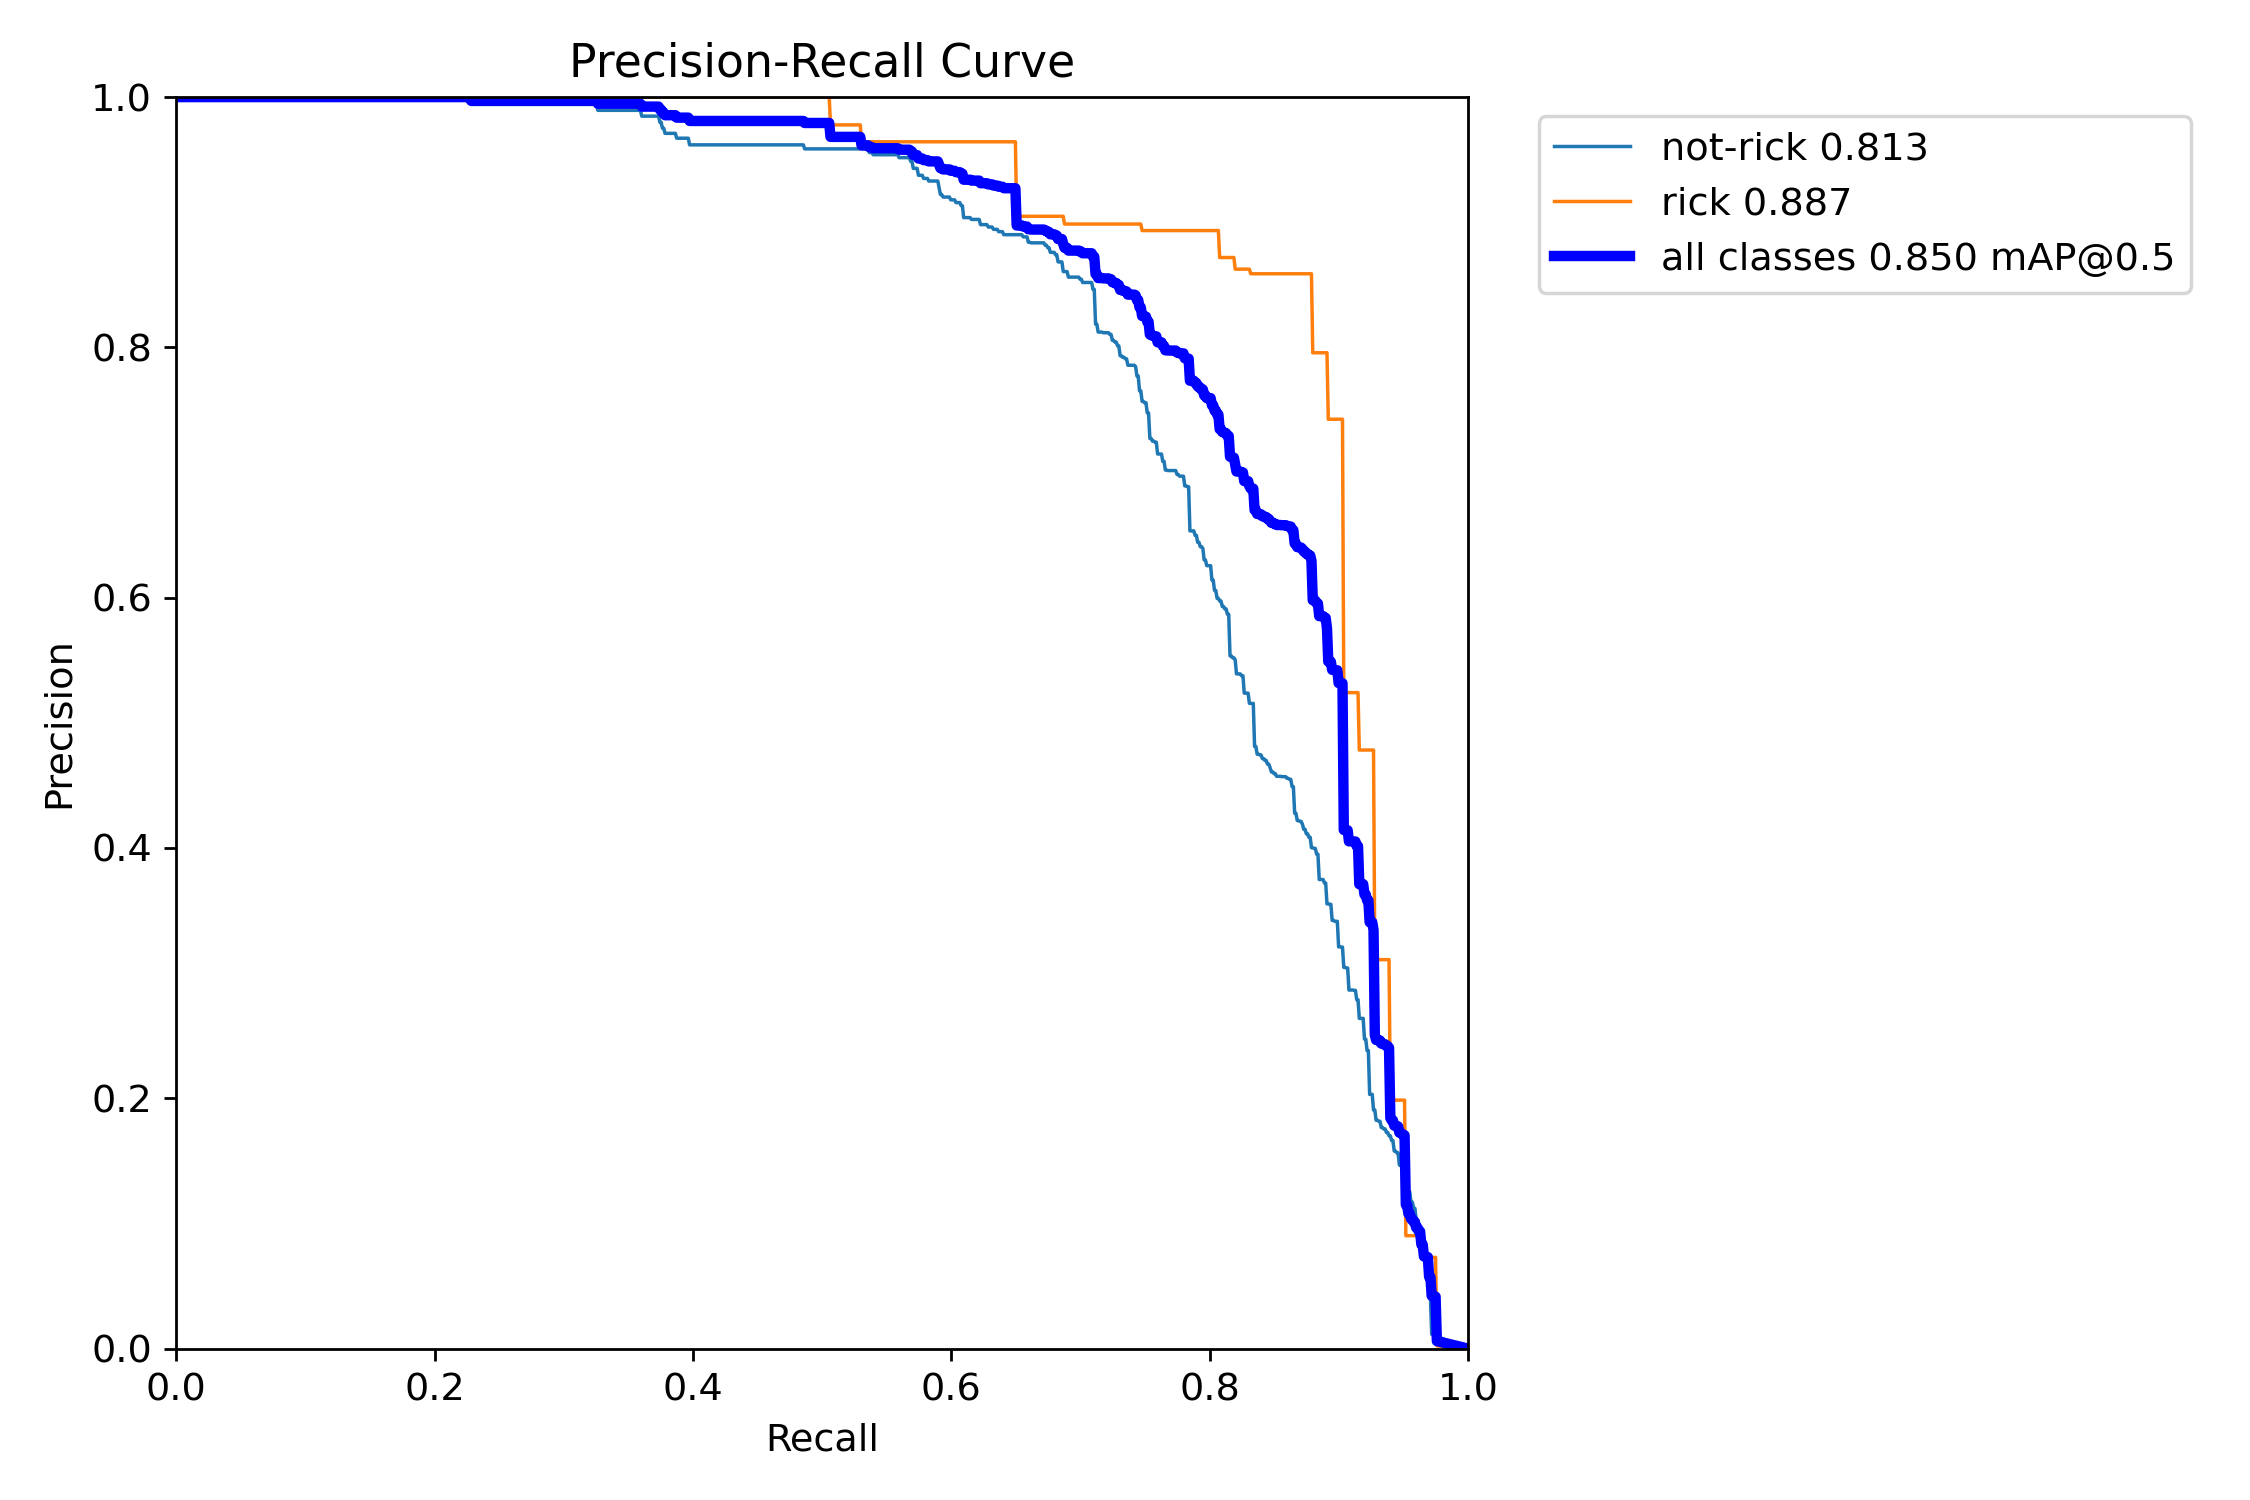 Precision-Recall Curve
1.0
0.8
0.6
0.4
0.2
0.0
Precision
0.0 0.2 0.4 0.6 0.8 1.0
Recall
not-rick 0.813
rick 0.887
all classes 0.850 mAP@0.5